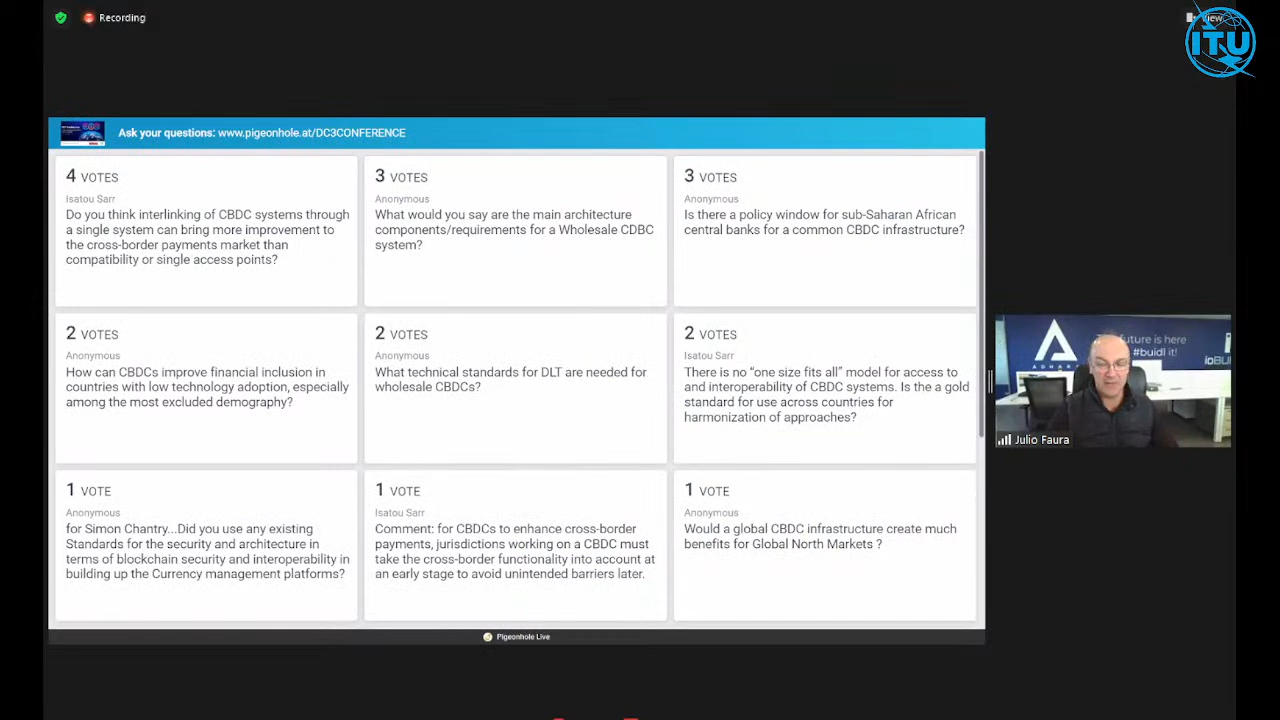 Recording
View
ITU
Ask your questions: www.pigeonhole.at/DC3CONFERENCE
4 VOTES
Isatou Sarr
Do you think interlinking of CBDC systems through
a single system can bring more improvement to
the cross-border payments market than
compatibility or single access points?
3 VOTES
Anonymous
What would you say are the main architecture
components/requirements for a Wholesale CDBC
system?
3 VOTES
Anonymous
Is there a policy window for sub-Saharan African
central banks for a common CBDC infrastructure?
2 VOTES
Anonymous
How can CBDCs improve financial inclusion in
countries with low technology adoption, especially
among the most excluded demography?
2 VOTES
Anonymous
What technical standards for DLT are needed for
wholesale CBDCs?
2 VOTES
Isatou Sarr
There is no “one size fits all” model for access to
and interoperability of CBDC systems. Is the a gold
standard for use across countries for
harmonization of approaches?
1 VOTE
Anonymous
for Simon Chantry...Did you use any existing
Standards for the security and architecture in
terms of blockchain security and interoperability in
building up the Currency management platforms?
1 VOTE
Isatou Sarr
Comment: for CBDCs to enhance cross-border
payments, jurisdictions working on a CBDC must
take the cross-border functionality into account at
an early stage to avoid unintended barriers later.
1 VOTE
Anonymous
Would a global CBDC infrastructure create much
benefits for Global North Markets ?
Pigeonhole Live
future is here
#buidl it!
Julio Faura